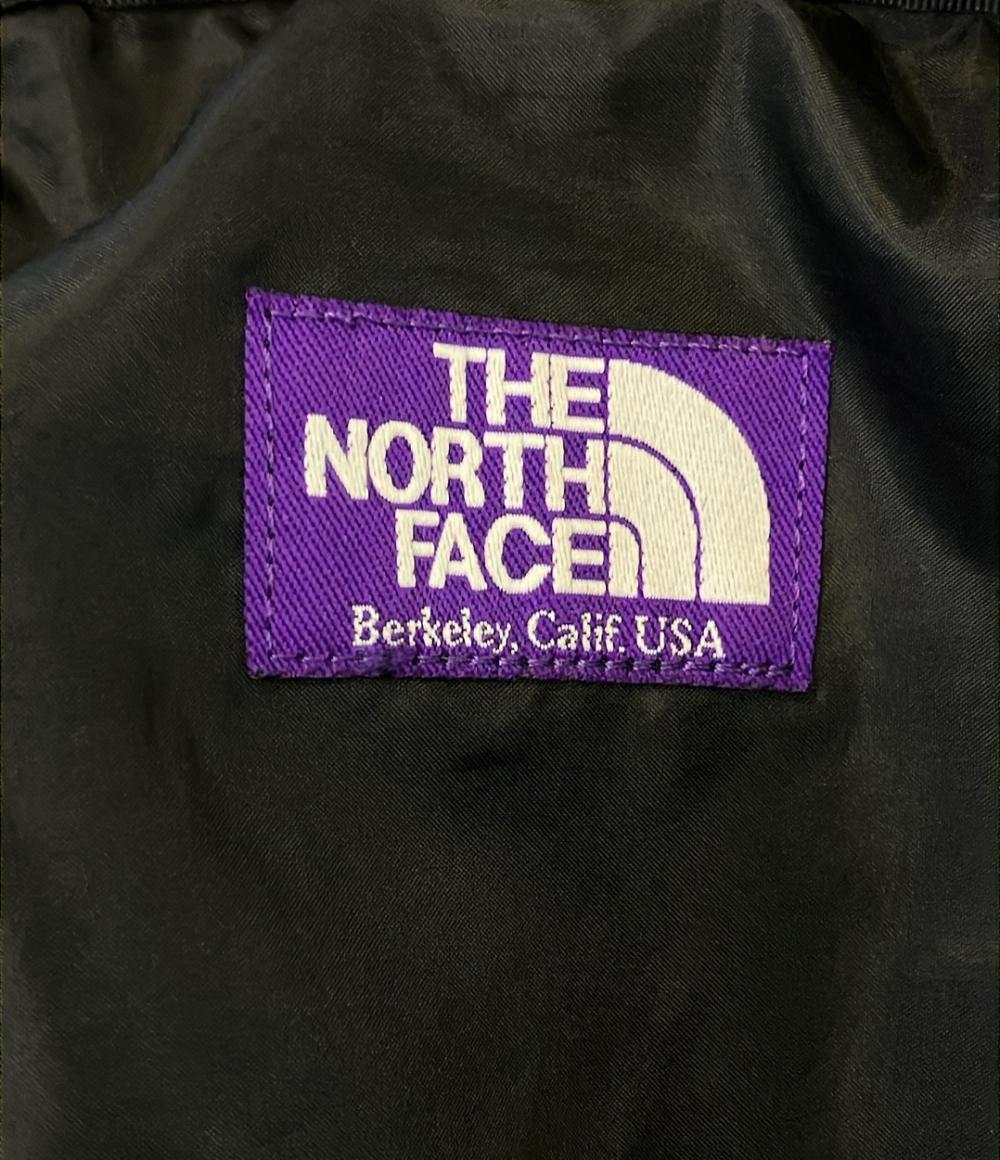 THE
NORTH
FACE
Berkeley, Calif. USA